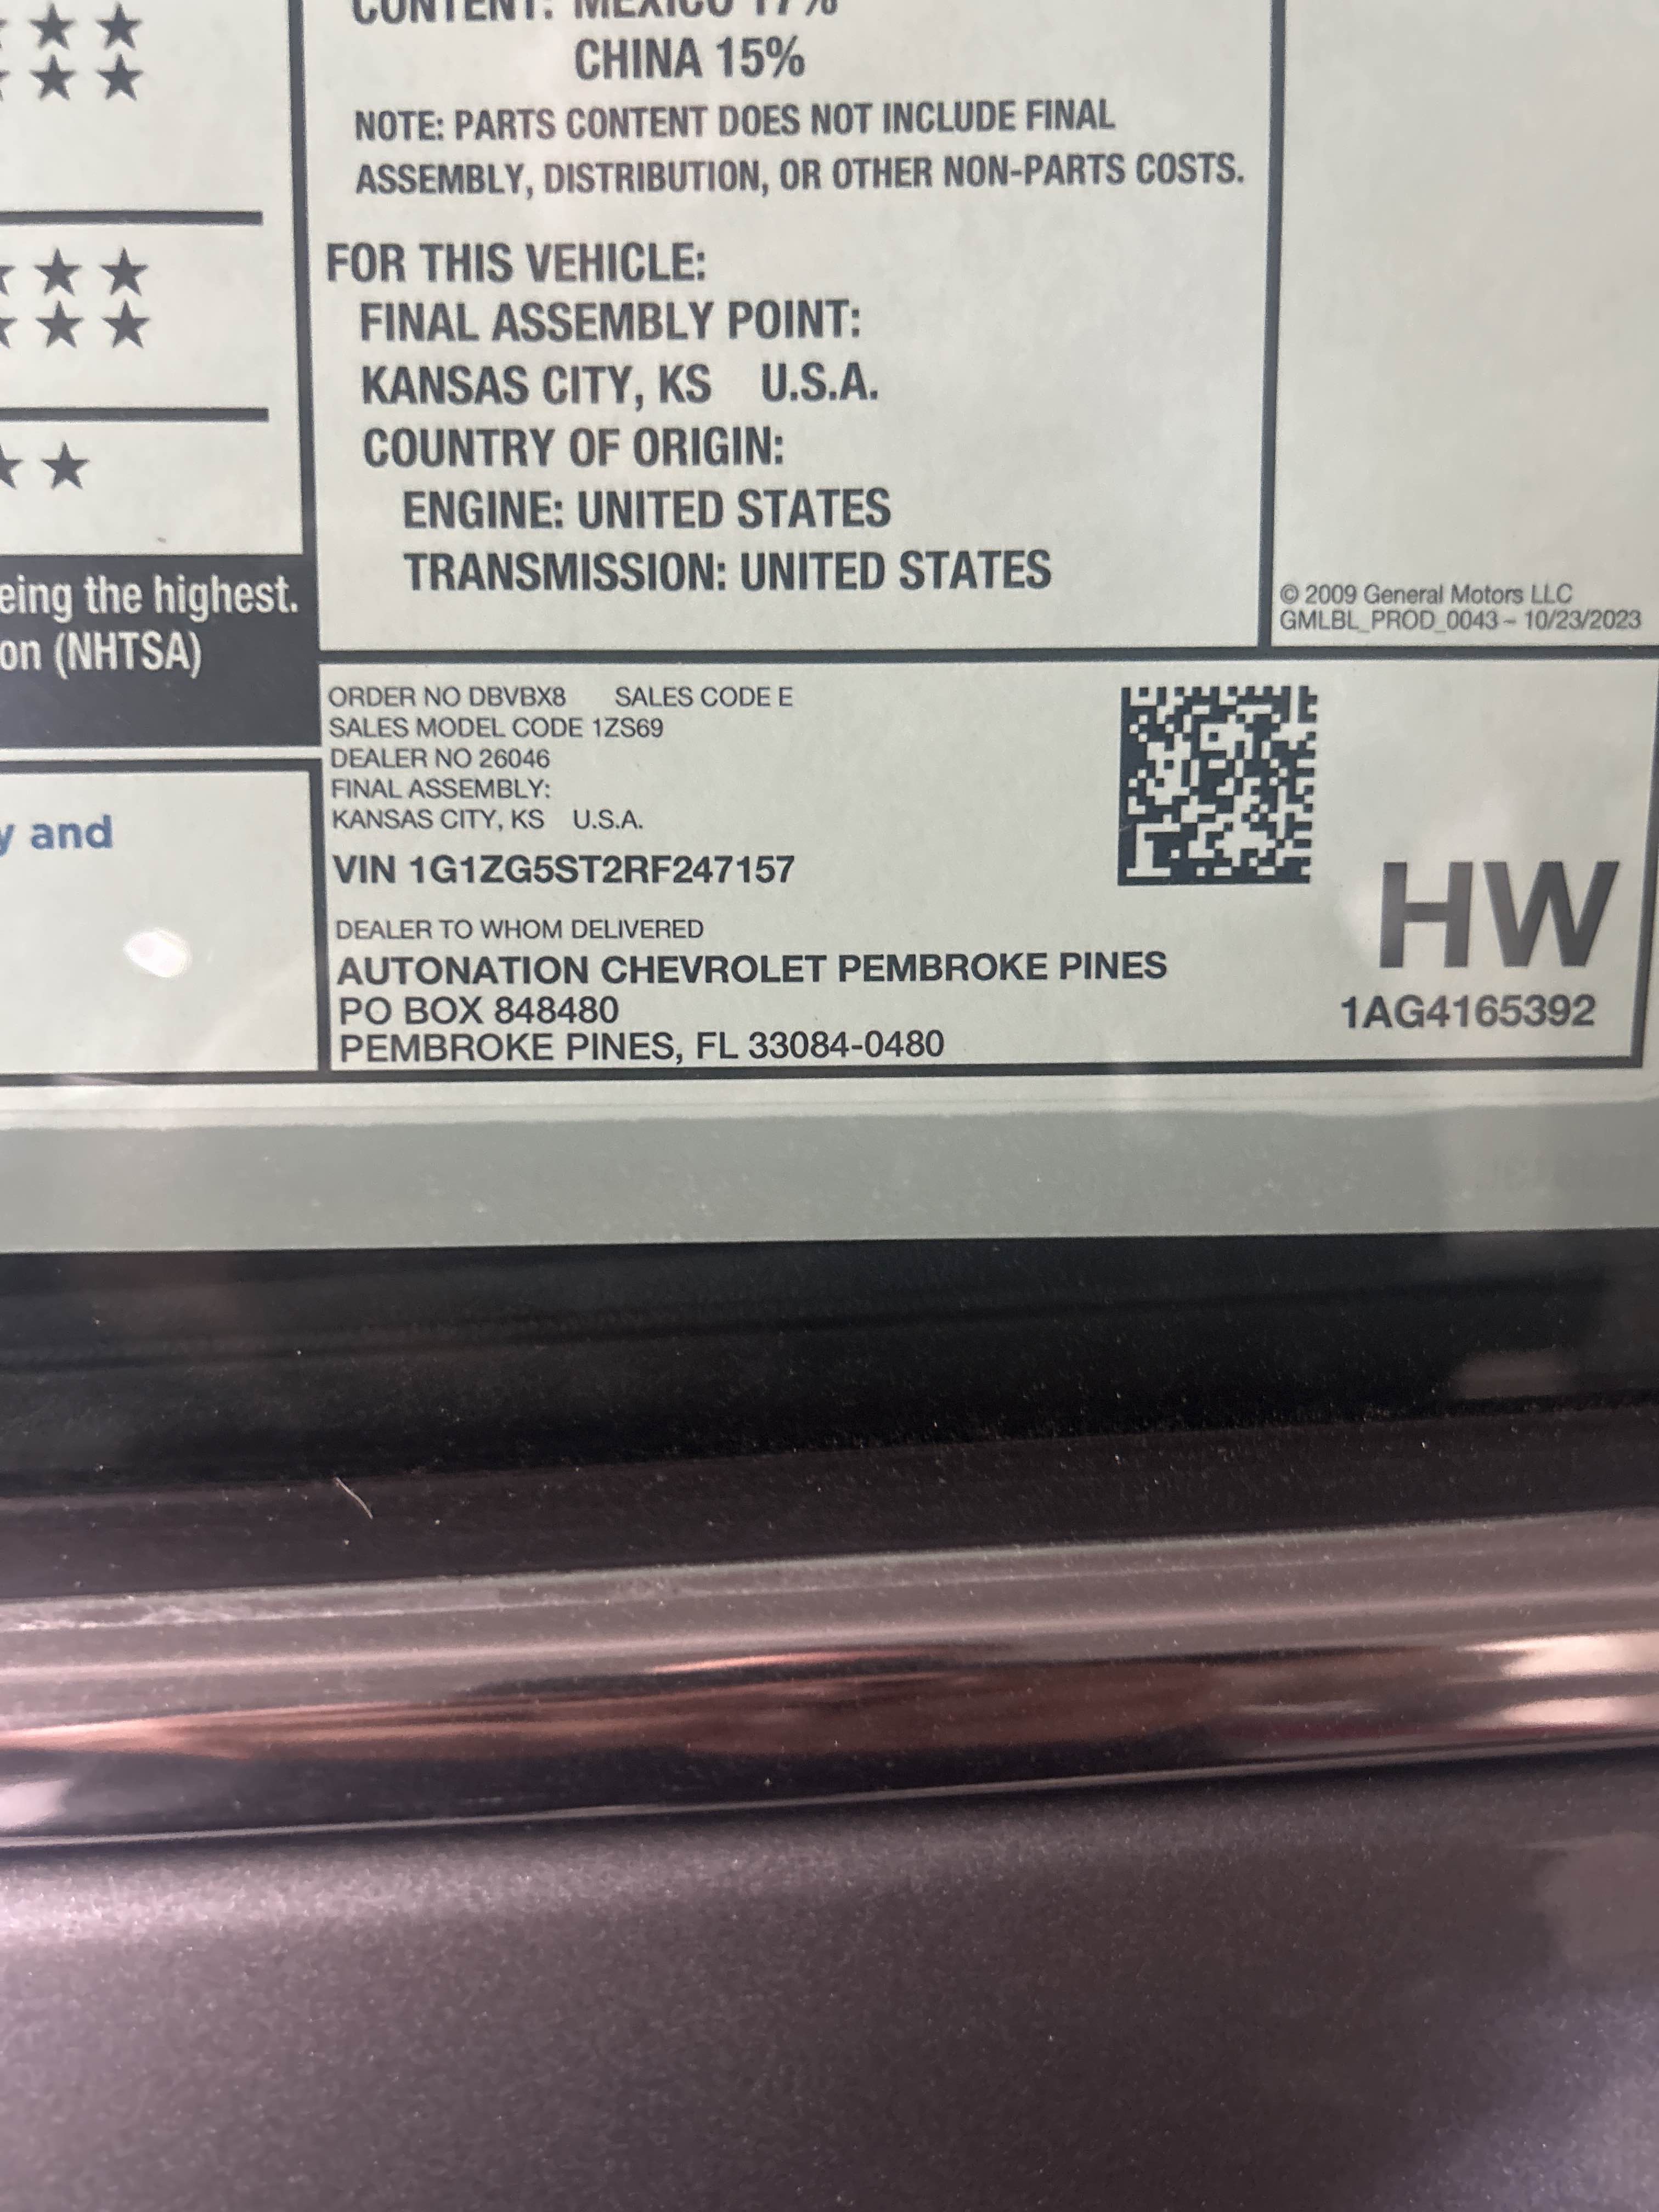 CONTENT: MEXICO 17%
CHINA 15%
NOTE: PARTS CONTENT DOES NOT INCLUDE FINAL
ASSEMBLY, DISTRIBUTION, OR OTHER NON-PARTS COSTS.
FOR THIS VEHICLE:
FINAL ASSEMBLY POINT:
KANSAS CITY, KS U.S.A.
COUNTRY OF ORIGIN:
ENGINE: UNITED STATES
TRANSMISSION: UNITED STATES
eing the highest.
on (NHTSA)
y and
© 2009 General Motors LLC
GMLBL_PROD_0043 - 10/23/2023
ORDER NO DBVBX8 SALES CODE E
SALES MODEL CODE 1ZS69
DEALER NO 26046
FINAL ASSEMBLY:
KANSAS CITY, KS U.S.A.
VIN 1G1ZG5ST2RF247157
DEALER TO WHOM DELIVERED
AUTONATION CHEVROLET PEMBROKE PINES
PO BOX 848480
PEMBROKE PINES, FL 33084-0480
HW
1AG4165392